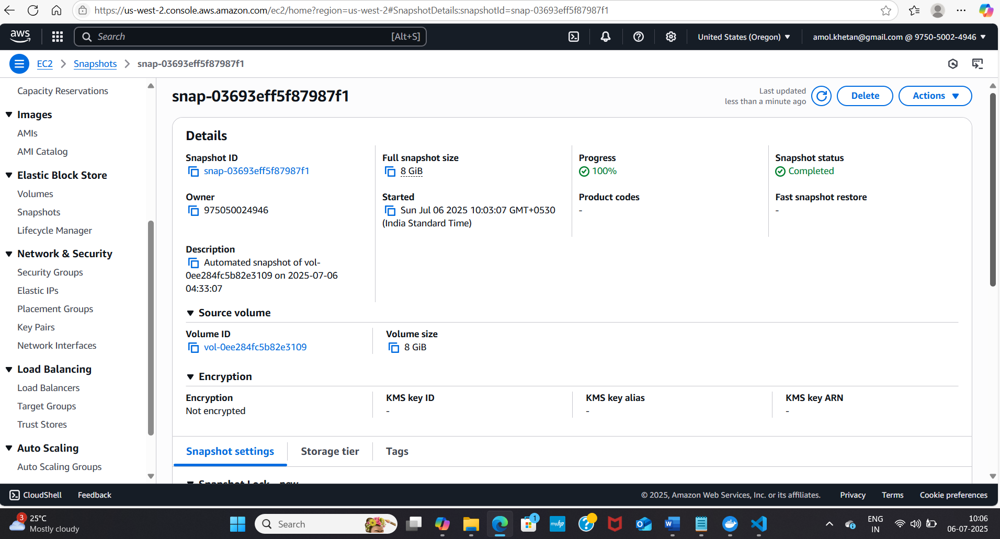 https://us-west-2.console.aws.amazon.com/ec2/home?region=us-west-2#SnapshotDetails:snapshotId=snap-03693eff5f87987f1
aws
Search [Alt+S]
United States (Oregon)
amol.khetan@gmail.com @ 9750-5002-4946
EC2 > Snapshots > snap-03693eff5f87987f1
Capacity Reservations
Images
AMIs
AMI Catalog
Elastic Block Store
Volumes
Snapshots
Lifecycle Manager
Network & Security
Security Groups
Elastic IPs
Placement Groups
Key Pairs
Network Interfaces
Load Balancing
Load Balancers
Target Groups
Trust Stores
Auto Scaling
Auto Scaling Groups
snap-03693eff5f87987f1
Last updated
less than a minute ago
Delete
Actions
Details
Snapshot ID
snap-03693eff5f87987f1
Full snapshot size
8 GiB
Progress
100%
Snapshot status
Completed
Owner
975050024946
Started
Sun Jul 06 2025 10:03:07 GMT+0530
(India Standard Time)
Product codes
-
Fast snapshot restore
-
Description
Automated snapshot of vol-
0ee284fc5b82e3109 on 2025-07-06
04:33:07
Source volume
Volume ID
vol-0ee284fc5b82e3109
Volume size
8 GiB
Encryption
Encryption
Not encrypted
KMS key ID
-
KMS key alias
-
KMS key ARN
-
Snapshot settings
Storage tier
Tags
Snapshot Lock - new
CloudShell
Feedback
© 2025, Amazon Web Services, Inc. or its affiliates.
Privacy
Terms
Cookie preferences
3
25°C
Mostly cloudy
Search
1
myhp
ENG
IN
10:06
06-07-2025